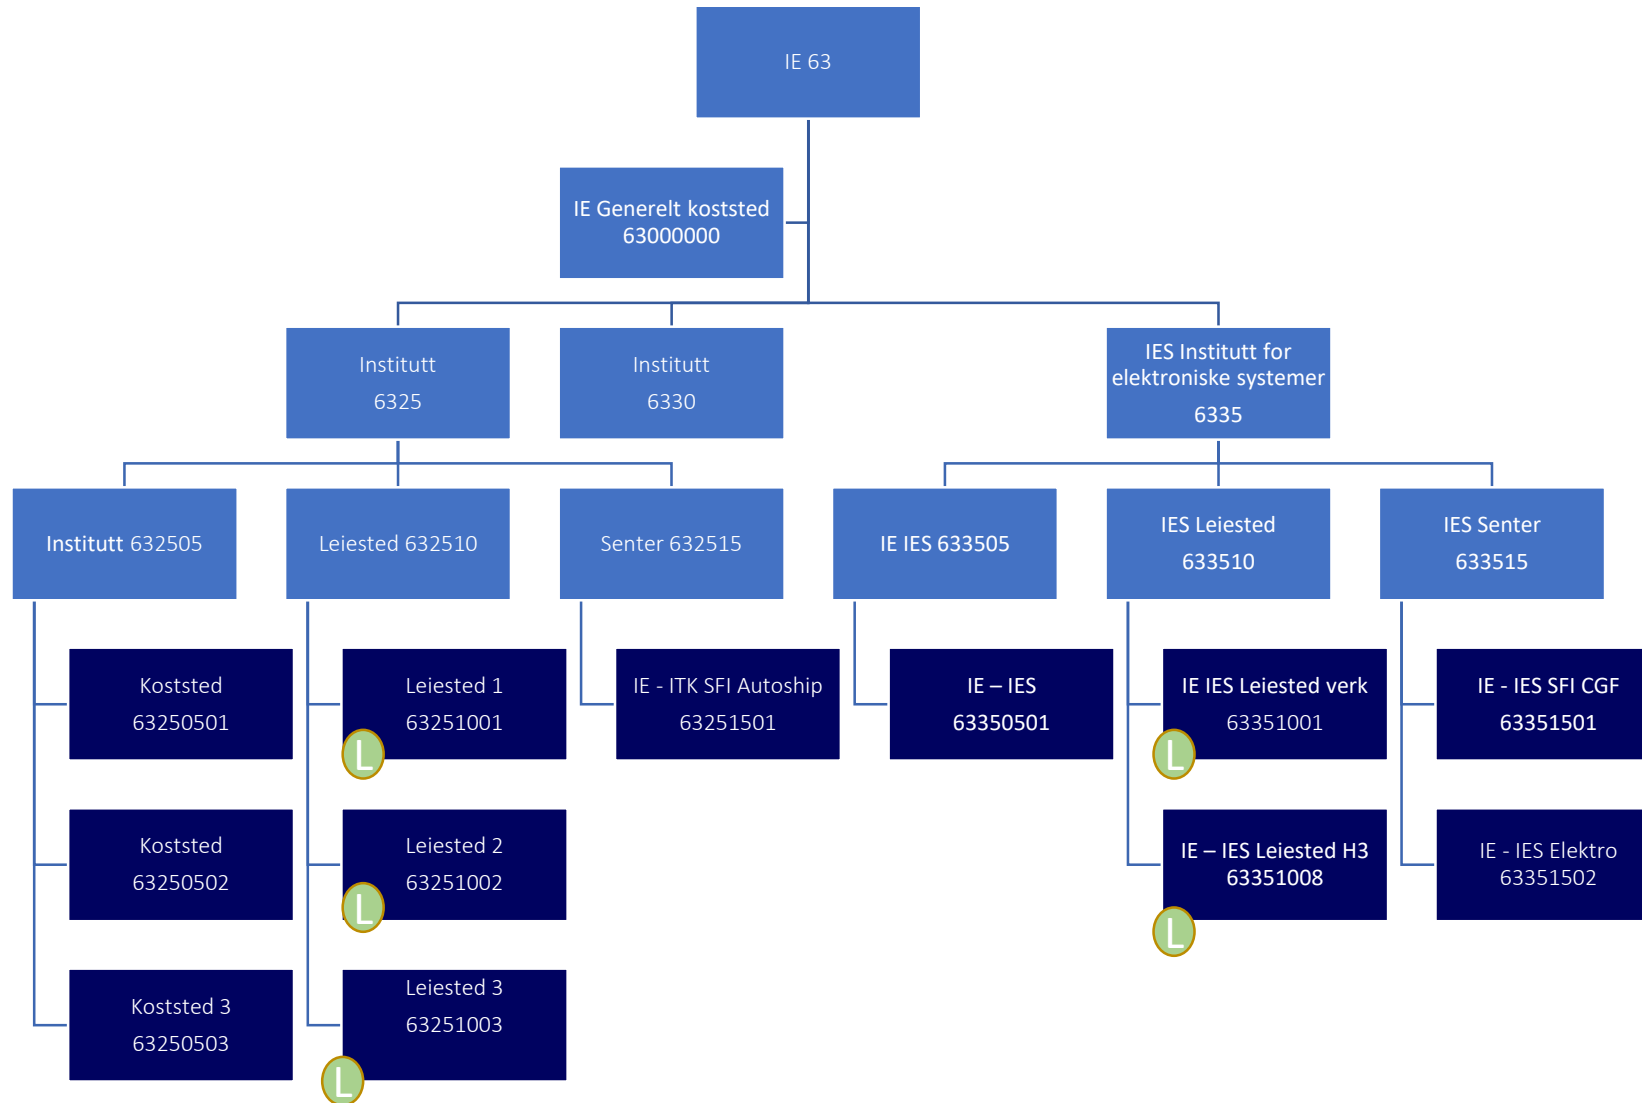 IE 63
IE Generelt koststed
63000000
Institutt
6325
Institutt
6330
IES Institutt for
elektroniske systemer
6335
Institutt 632505
Leiested 632510
Senter 632515
IE IES 633505
IES Leiested
633510
IES Senter
633515
Koststed
63250501
Leiested 1
63251001
L
IE - ITK SFI Autoship
63251501
IE – IES
63350501
IE IES Leiested verk
63351001
L
IE - IES SFI CGF
63351501
Koststed
63250502
Leiested 2
63251002
L
IE – IES Leiested H3
63351008
L
IE - IES Elektro
63351502
Koststed 3
63250503
Leiested 3
63251003
L